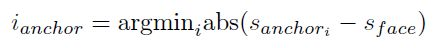 i_{anchor} = argmin_i abs(s_{anchor_i} − s_{face})